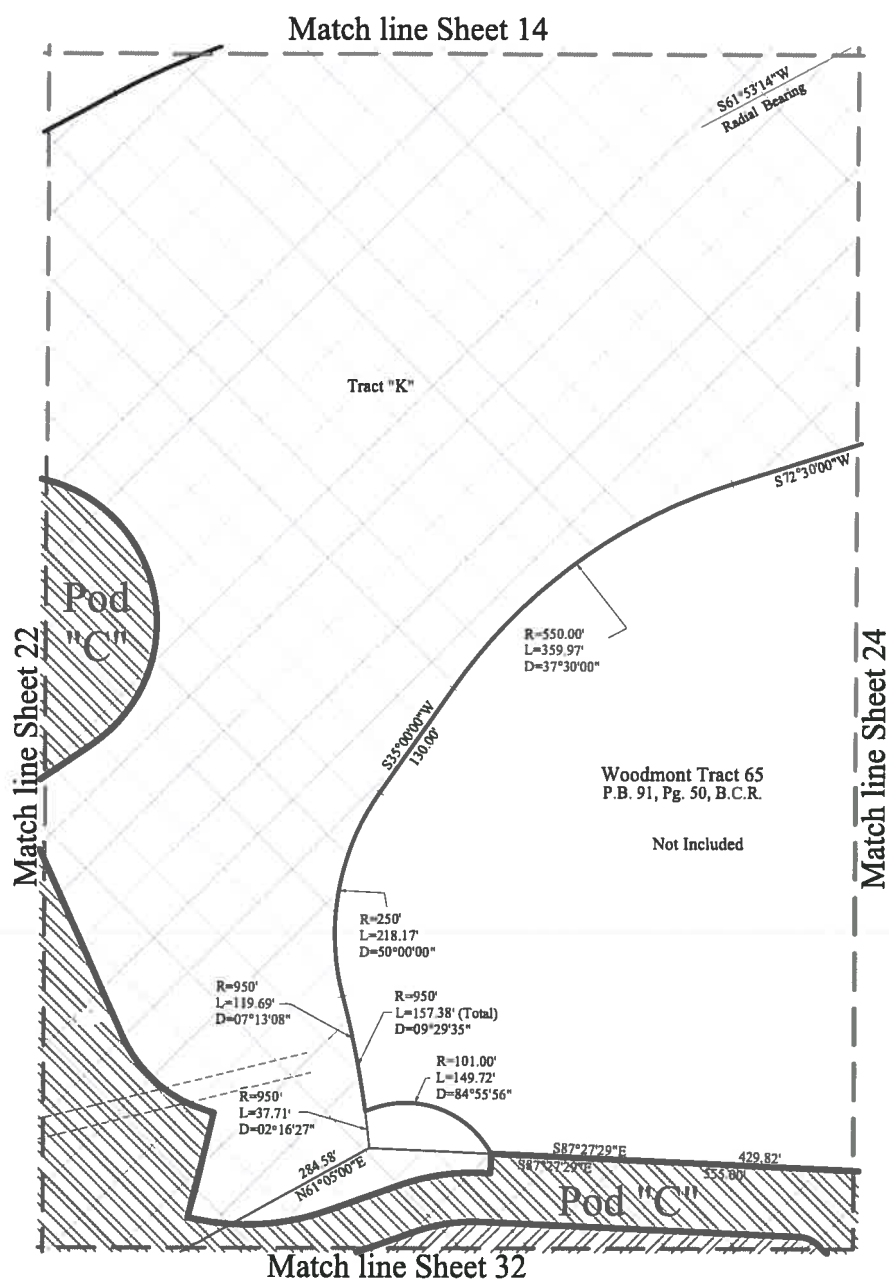 Match line Sheet 14
S61°53'14"W
Radial Bearing
Tract "K"
S72°30'00"W
Pod
"C"
R=550.00'
L=359.97'
D=37°30'00"
Match line Sheet 22
Match line Sheet 24
S35°00'00"W
130.00'
Woodmont Tract 65
P.B. 91, Pg. 50, B.C.R.
Not Included
R=250'
L=218.17'
D=50°00'00"
R=950'
L=119.69'
D=07°13'08"
R=950'
L=157.38' (Total)
D=09°29'35"
R=101.00'
L=149.72'
D=84°55'56"
R=950'
L=37.71'
D=02°16'27"
284.58'
N61°05'00"E
S87°27'29"E
429.82'
S87°27'29"E
555.00'
Pod "C"
Match line Sheet 32